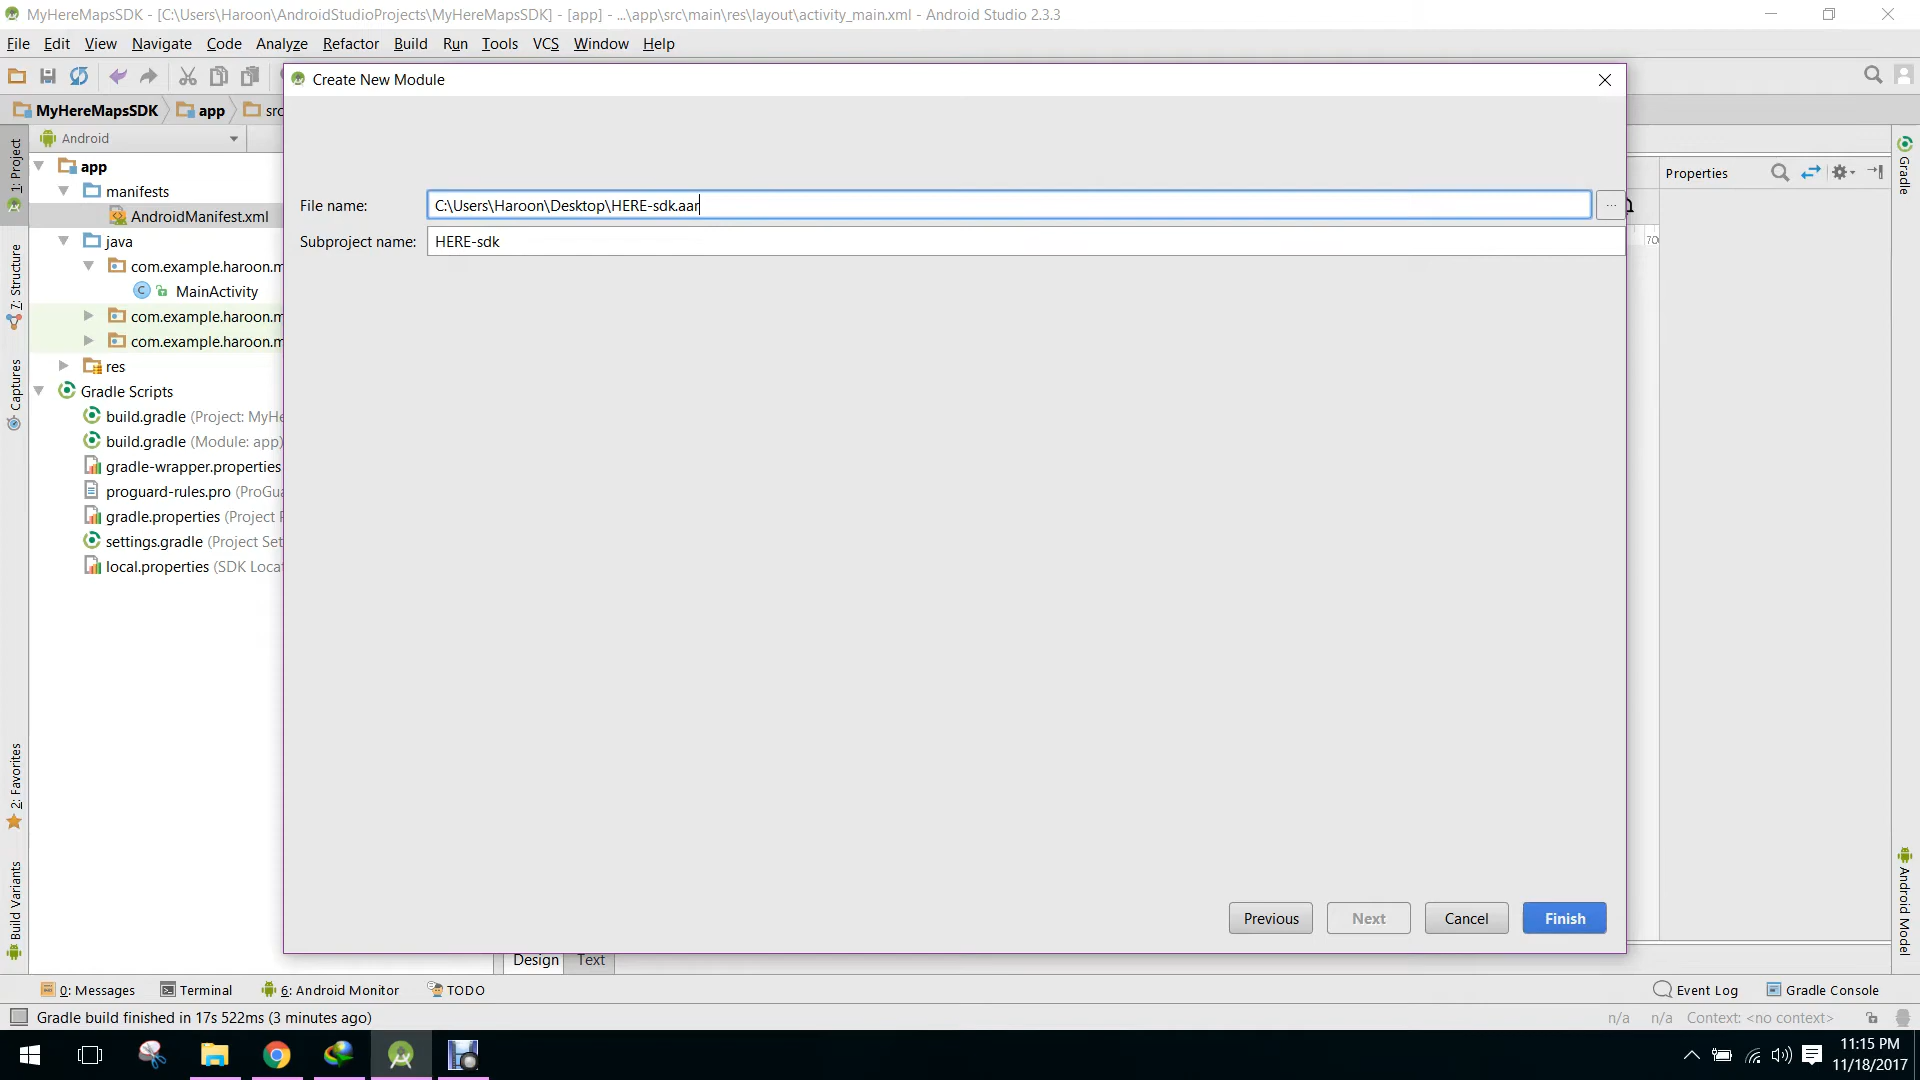 MyHereMapsSDK - [C:\Users\Haroon\AndroidStudioProjects\MyHereMapsSDK] - [app] - ...\app\src\main\res\layout\activity_main.xml - Android Studio 2.3.3
File Edit View Navigate Code Analyze Refactor Build Run Tools VCS Window Help
MyHereMapsSDK app src
Create New Module
1: Project
7: Structure
Captures
2: Favorites
Build Variants
Android
app
manifests
AndroidManifest.xml
java
com.example.haroon.m
MainActivity
com.example.haroon.m
com.example.haroon.m
res
Gradle Scripts
build.gradle (Project: MyHe
build.gradle (Module: app)
gradle-wrapper.properties
proguard-rules.pro (ProGua
gradle.properties (Project P
settings.gradle (Project Set
local.properties (SDK Loca
File name: C:\Users\Haroon\Desktop\HERE-sdk.aar ...
Subproject name: HERE-sdk
Previous Next Cancel Finish
Properties
700
Gradle
Android Model
Design Text
0: Messages Terminal 6: Android Monitor TODO Event Log Gradle Console
Gradle build finished in 17s 522ms (3 minutes ago) n/a n/a Context: <no context>
11:15 PM
11/18/2017